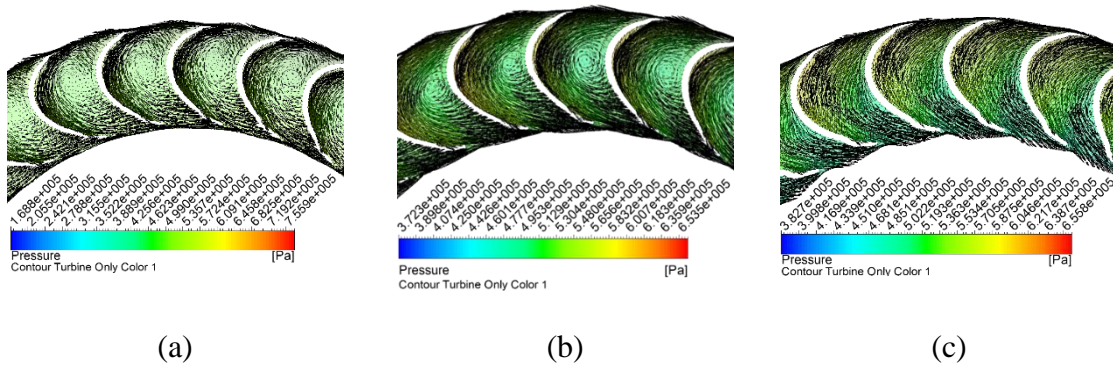 1.688e+005
2.055e+005
2.421e+005
2.788e+005
3.155e+005
3.522e+005
3.889e+005
4.256e+005
4.623e+005
4.990e+005
5.357e+005
5.724e+005
6.091e+005
6.458e+005
6.825e+005
7.192e+005
7.559e+005
Pressure [Pa]
Contour Turbine Only Color 1
(a)
3.723e+005
3.898e+005
4.074e+005
4.250e+005
4.426e+005
4.601e+005
4.777e+005
4.953e+005
5.129e+005
5.304e+005
5.480e+005
5.656e+005
5.832e+005
6.007e+005
6.183e+005
6.359e+005
6.535e+005
Pressure [Pa]
Contour Turbine Only Color 1
(b)
3.827e+005
3.998e+005
4.169e+005
4.339e+005
4.510e+005
4.681e+005
4.851e+005
5.022e+005
5.193e+005
5.363e+005
5.534e+005
5.705e+005
5.875e+005
6.046e+005
6.217e+005
6.387e+005
6.558e+005
Pressure [Pa]
Contour Turbine Only Color 1
(c)